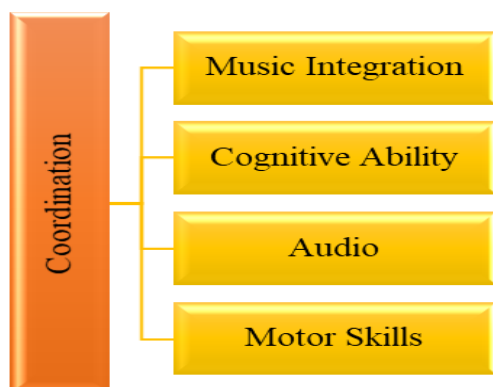 Coordination
Music Integration
Cognitive Ability
Audio
Motor Skills